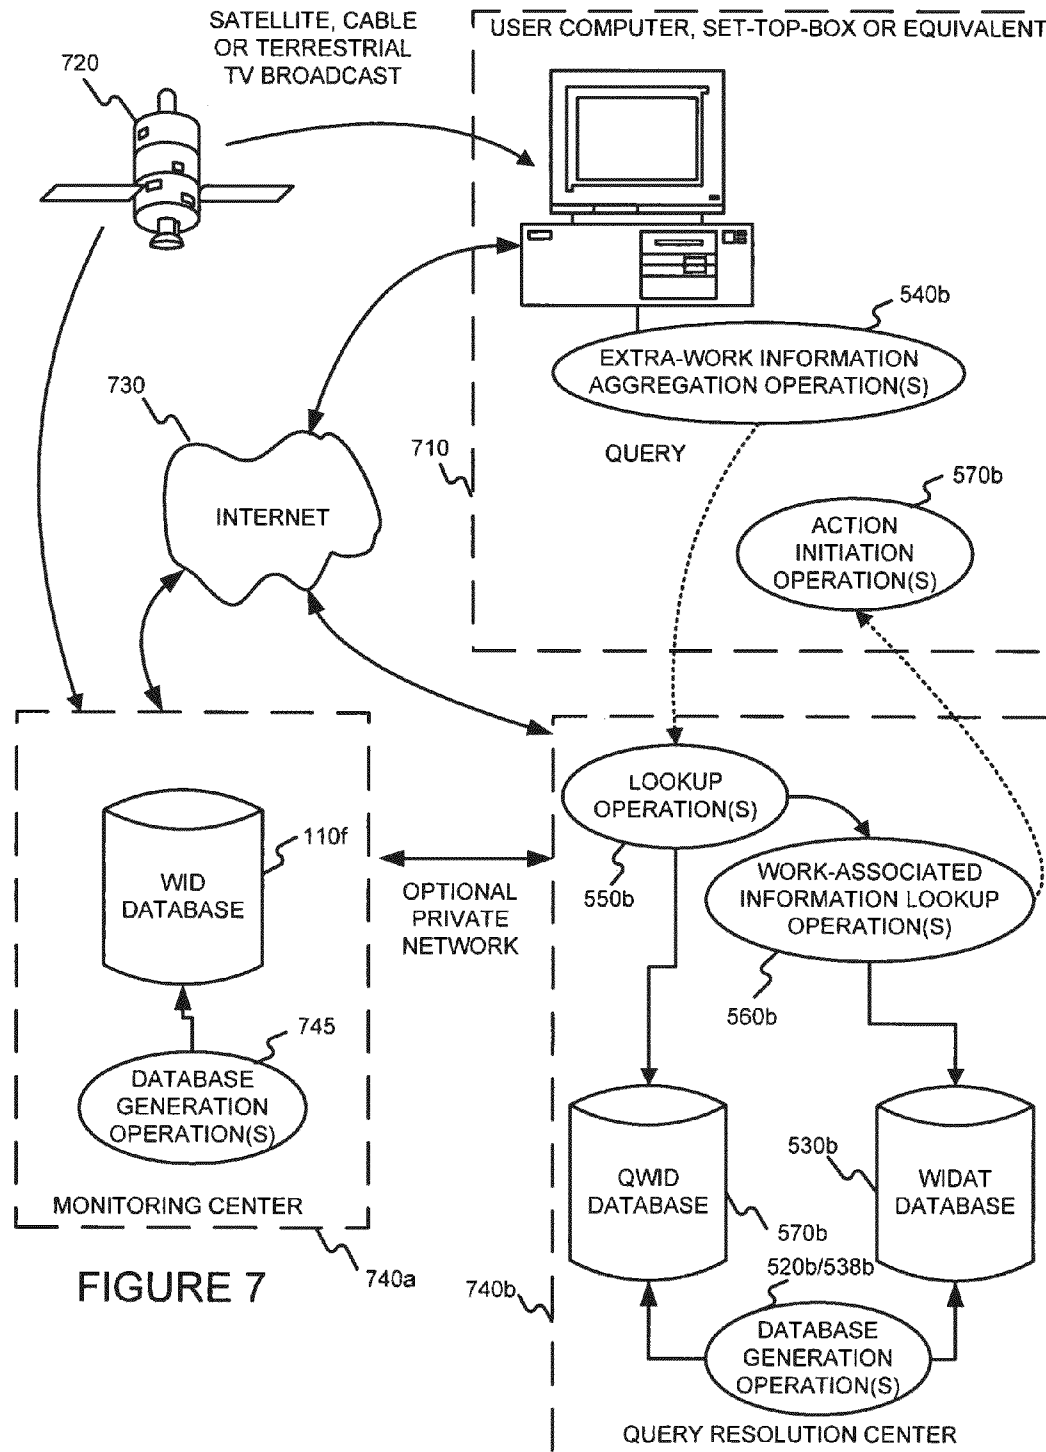 SATELLITE, CABLE
OR TERRESTRIAL
TV BROADCAST
720
USER COMPUTER, SET-TOP-BOX OR EQUIVALENT
540b
EXTRA-WORK INFORMATION
AGGREGATION OPERATION(S)
730
710
QUERY
INTERNET
570b
ACTION
INITIATION
OPERATION(S)
LOOKUP
OPERATION(S)
550b
110f
WID
DATABASE
OPTIONAL
PRIVATE
NETWORK
WORK-ASSOCIATED
INFORMATION LOOKUP
OPERATION(S)
560b
745
DATABASE
GENERATION
OPERATION(S)
MONITORING CENTER
740a
QWID
DATABASE
570b
530b
WIDAT
DATABASE
FIGURE 7
740b
520b/538b
DATABASE
GENERATION
OPERATION(S)
QUERY RESOLUTION CENTER